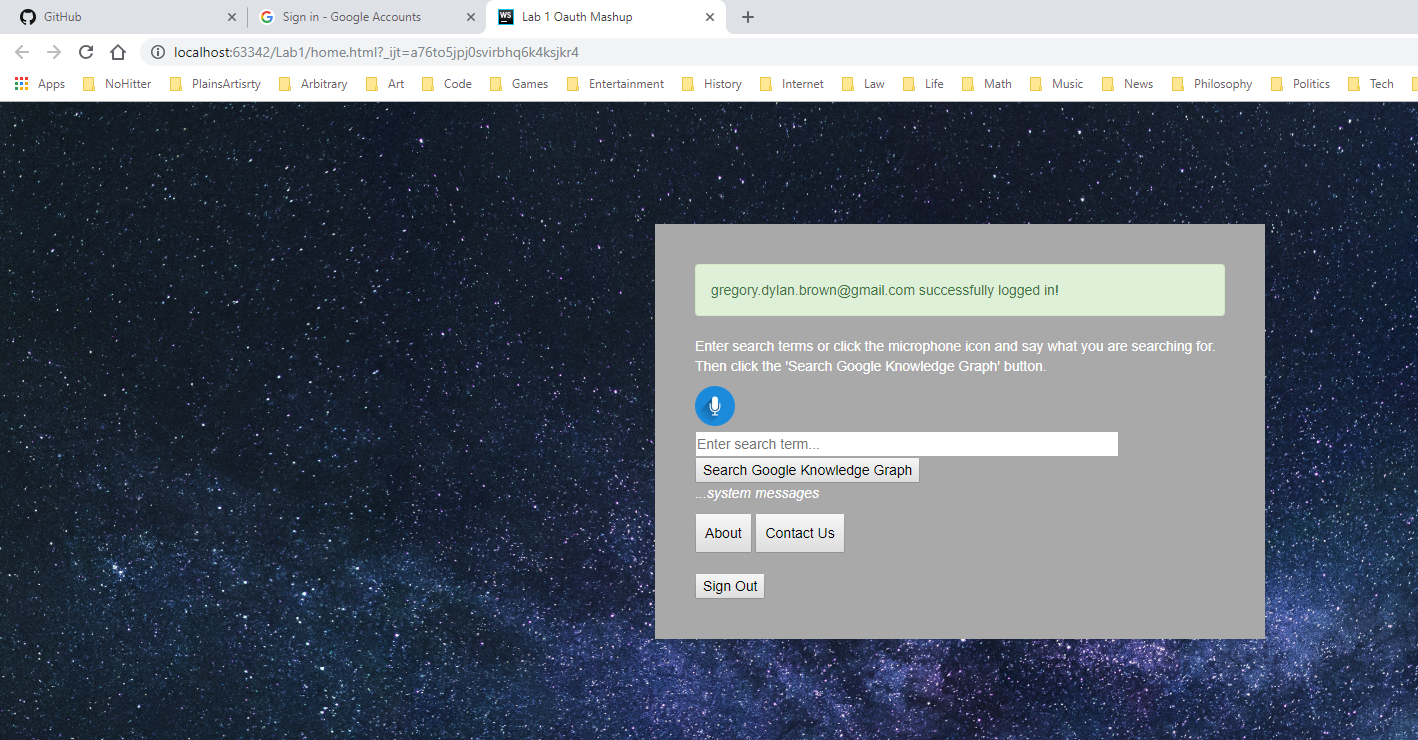 GitHub
Sign in - Google Accounts
WS
Lab 1 Oauth Mashup
localhost:63342/Lab1/home.html?_ijt=a76to5jpj0svirbhq6k4ksjkr4
Apps NoHitter PlainsArtisrty Arbitrary Art Code Games Entertainment History Internet Law Life Math Music News Philosophy Politics Tech
gregory.dylan.brown@gmail.com successfully logged in!
Enter search terms or click the microphone icon and say what you are searching for.
Then click the 'Search Google Knowledge Graph' button.
Enter search term...
Search Google Knowledge Graph
...system messages
About Contact Us
Sign Out